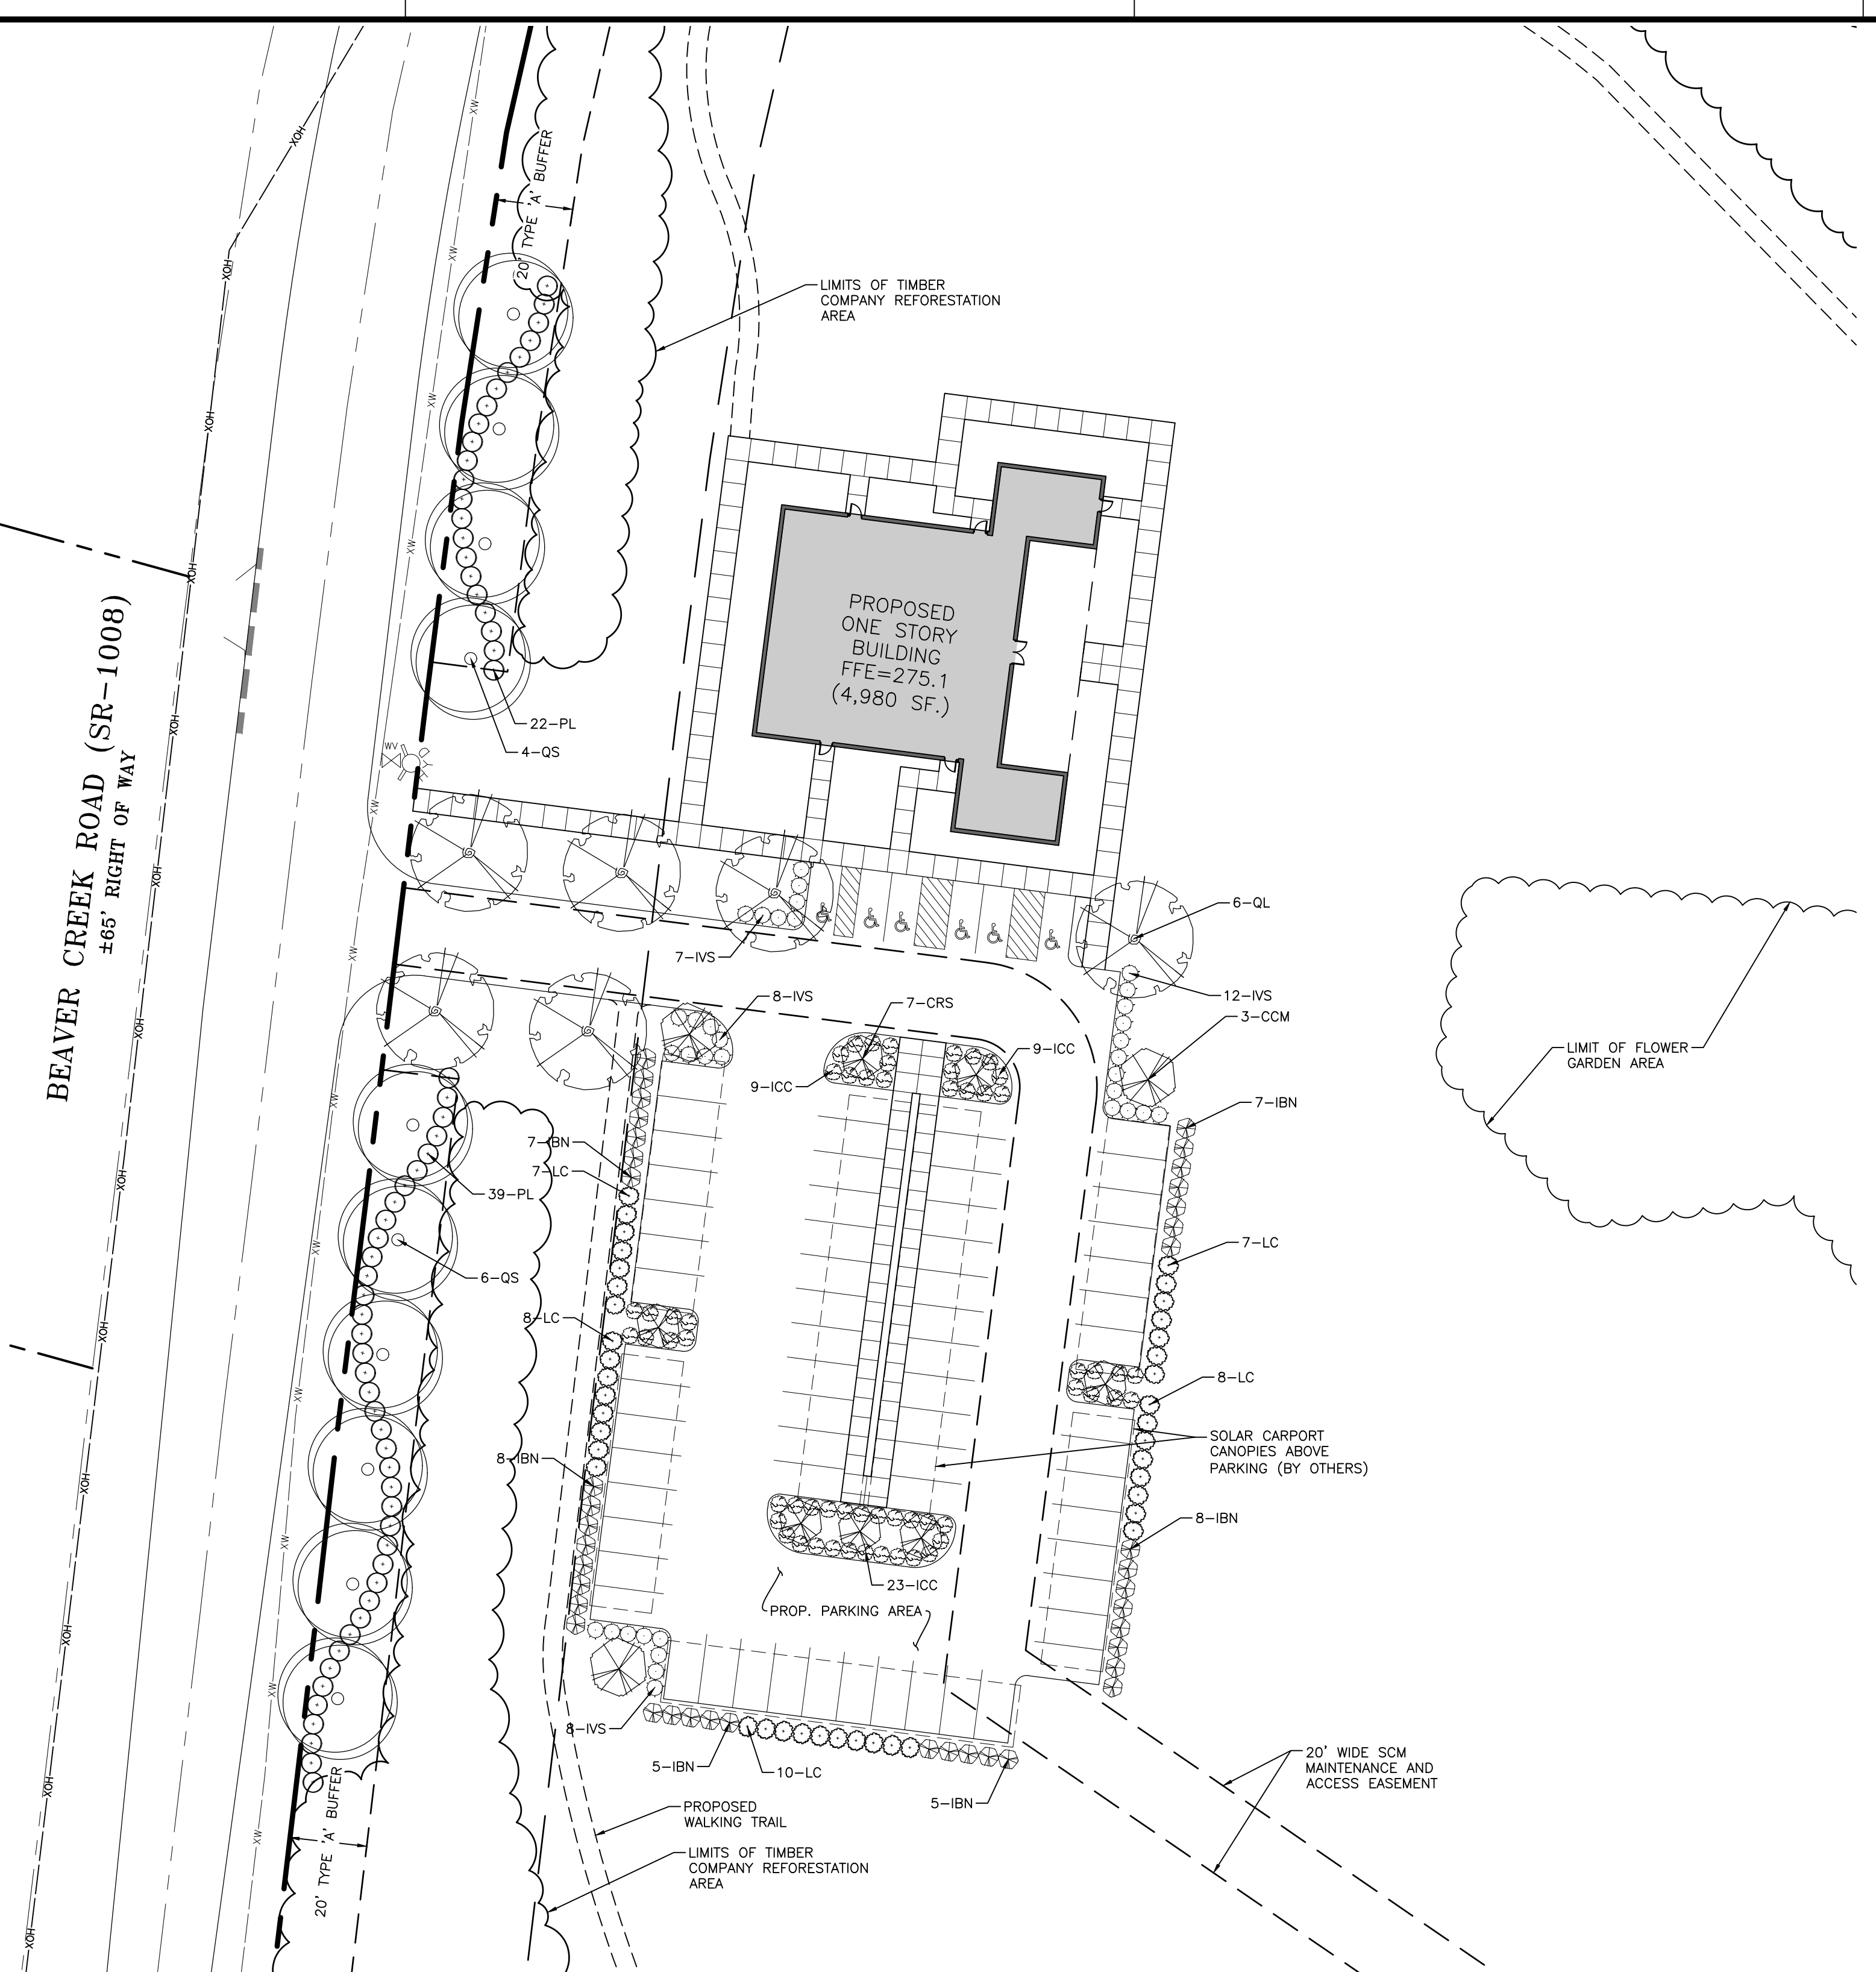 XOH
XW
20' TYPE 'A' BUFFER
LIMITS OF TIMBER
COMPANY REFORESTATION
AREA
PROPOSED
ONE STORY
BUILDING
FFE=275.1
(4,980 SF.)
BEAVER CREEK ROAD (SR-1008)
±65' RIGHT OF WAY
22-PL
4-QS
WV
6-QL
7-IVS
12-IVS
8-IVS
7-CRS
3-CCM
9-ICC
9-ICC
LIMIT OF FLOWER
GARDEN AREA
7-IBN
7-IBN
7-LC
39-PL
7-LC
6-QS
8-LC
8-LC
SOLAR CARPORT
CANOPIES ABOVE
PARKING (BY OTHERS)
8-IBN
8-IBN
23-ICC
PROP. PARKING AREA
8-IVS
5-IBN
10-LC
5-IBN
20' WIDE SCM
MAINTENANCE AND
ACCESS EASEMENT
PROPOSED
WALKING TRAIL
20' TYPE 'A' BUFFER
LIMITS OF TIMBER
COMPANY REFORESTATION
AREA